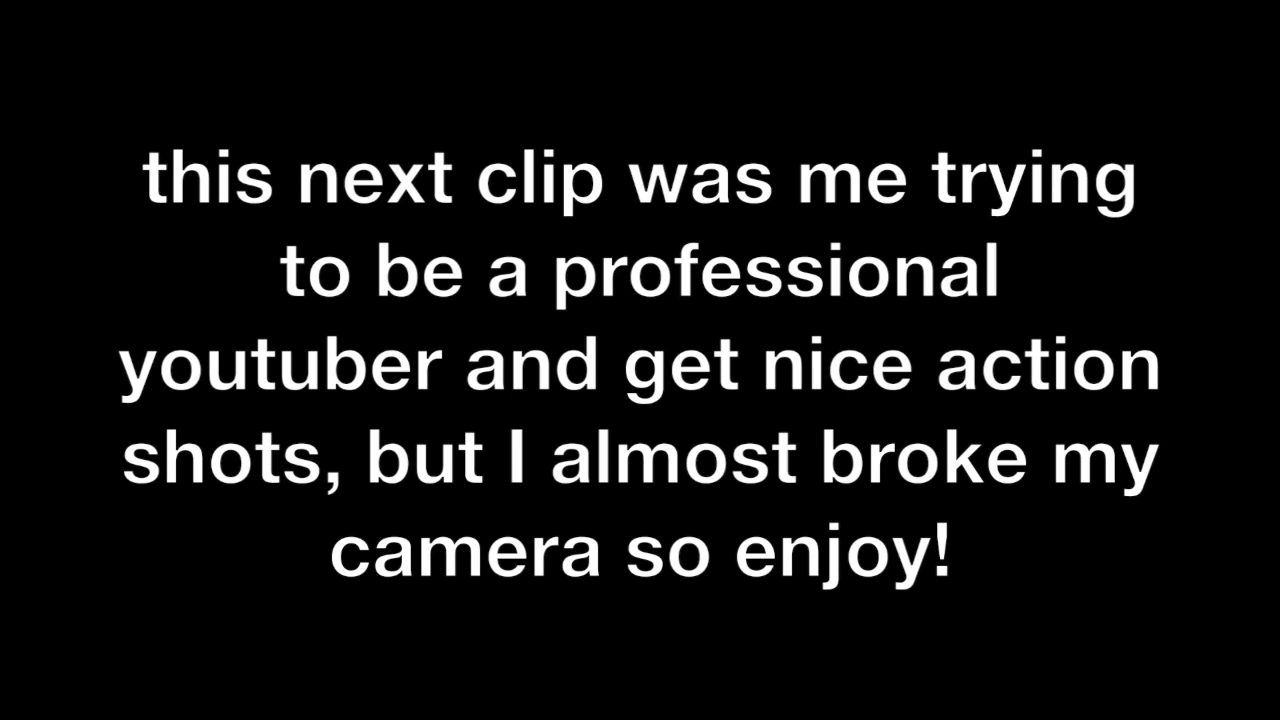 this next clip was me trying
to be a professional
youtuber and get nice action
shots, but I almost broke my
camera so enjoy!